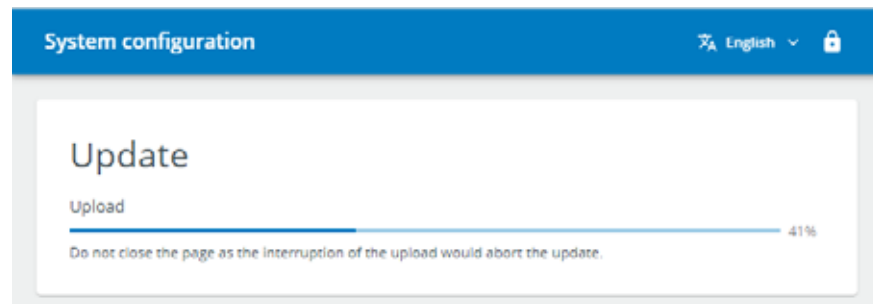 System configuration
English
Update
Upload
41%
Do not close the page as the interruption of the upload would abort the update.